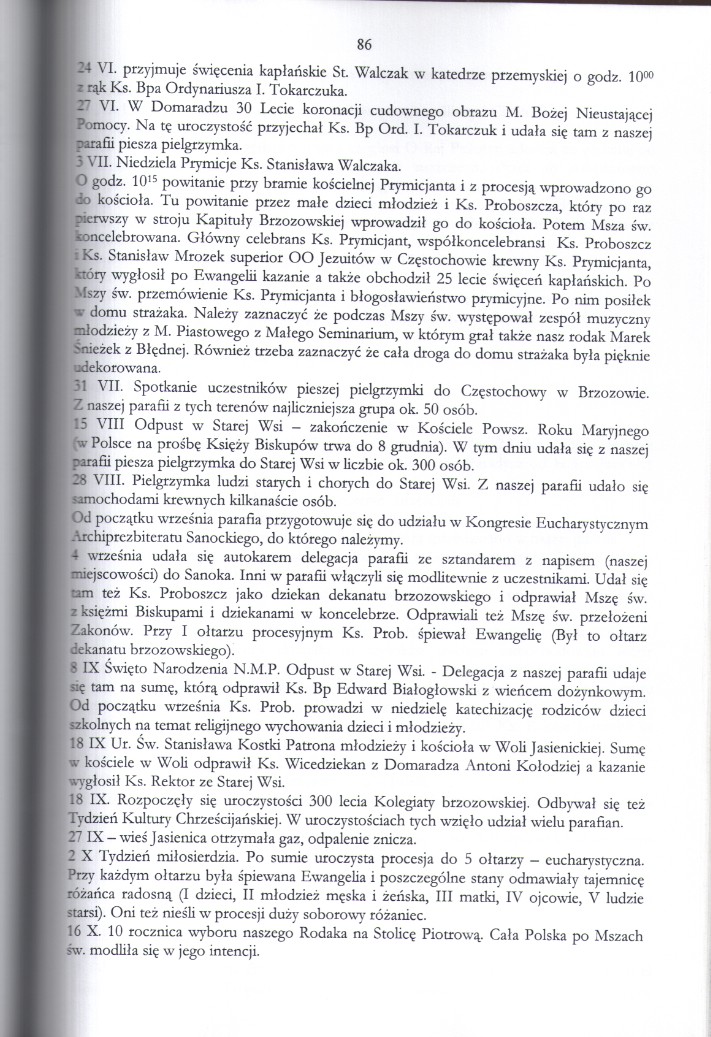 86
24 VI. przyjmuje święcenia kapłańskie St. Walczak w katedrze przemyskiej o godz. 10⁰⁰
z rąk Ks. Bpa Ordynariusza I. Tokarczuka.
27 VI. W Domaradzu 30 Lecie koronacji cudownego obrazu M. Bożej Nieustającej
Pomocy. Na tę uroczystość przyjechał Ks. Bp Ord. I. Tokarczuk i udała się tam z naszej
parafii piesza pielgrzymka.
3 VII. Niedziela Prymicje Ks. Stanisława Walczaka.
O godz. 10¹⁵ powitanie przy bramie kościelnej Prymicjanta i z procesją wprowadzono go
do kościoła. Tu powitanie przez małe dzieci młodzież i Ks. Proboszcza, który po raz
pierwszy w stroju Kapituły Brzozowskiej wprowadził go do kościoła. Potem Msza św.
koncelebrowana. Główny celebrans Ks. Prymicjant, współkoncelebransi Ks. Proboszcz
i Ks. Stanisław Mrozek superior OO Jezuitów w Częstochowie krewny Ks. Prymicjanta,
który wygłosił po Ewangelii kazanie a także obchodził 25 lecie święceń kapłańskich. Po
Mszy św. przemówienie Ks. Prymicjanta i błogosławieństwo prymicyjne. Po nim posiłek
w domu strażaka. Należy zaznaczyć że podczas Mszy św. występował zespół muzyczny
młodzieży z M. Piastowego z Małego Seminarium, w którym grał także nasz rodak Marek
Śnieżek z Błędnej. Również trzeba zaznaczyć że cała droga do domu strażaka była pięknie
udekorowana.
31 VII. Spotkanie uczestników pieszej pielgrzymki do Częstochowy w Brzozowie.
Z naszej parafii z tych terenów najliczniejsza grupa ok. 50 osób.
15 VIII Odpust w Starej Wsi – zakończenie w Kościele Powsz. Roku Maryjnego
(w Polsce na prośbę Księży Biskupów trwa do 8 grudnia). W tym dniu udała się z naszej
parafii piesza pielgrzymka do Starej Wsi w liczbie ok. 300 osób.
28 VIII. Pielgrzymka ludzi starych i chorych do Starej Wsi. Z naszej parafii udało się
samochodami krewnych kilkanaście osób.
Od początku września parafia przygotowuje się do udziału w Kongresie Eucharystycznym
Archiprezbiteratu Sanockiego, do którego należymy.
4 września udała się autokarem delegacja parafii ze sztandarem z napisem (naszej
miejscowości) do Sanoka. Inni w parafii włączyli się modlitewnie z uczestnikami. Udał się
tam też Ks. Proboszcz jako dziekan dekanatu brzozowskiego i odprawiał Mszę św.
z księżmi Biskupami i dziekanami w koncelebrze. Odprawiali też Mszę św. przełożeni
Zakonów. Przy I ołtarzu procesyjnym Ks. Prob. śpiewał Ewangelię (Był to ołtarz
dekanatu brzozowskiego).
8 IX Święto Narodzenia N.M.P. Odpust w Starej Wsi. - Delegacja z naszej parafii udaje
się tam na sumę, którą odprawił Ks. Bp Edward Białogłowski z wieńcem dożynkowym.
Od początku września Ks. Prob. prowadzi w niedzielę katechizację rodziców dzieci
szkolnych na temat religijnego wychowania dzieci i młodzieży.
18 IX Ur. Św. Stanisława Kostki Patrona młodzieży i kościoła w Woli Jasienickiej. Sumę
w kościele w Woli odprawił Ks. Wicedziekan z Domaradza Antoni Kołodziej a kazanie
wygłosił Ks. Rektor ze Starej Wsi.
18 IX. Rozpoczęły się uroczystości 300 lecia Kolegiaty brzozowskiej. Odbywał się też
Tydzień Kultury Chrześcijańskiej. W uroczystościach tych wzięło udział wielu parafian.
27 IX – wieś Jasienica otrzymała gaz, odpalenie znicza.
2 X Tydzień miłosierdzia. Po sumie uroczysta procesja do 5 ołtarzy – eucharystyczna.
Przy każdym ołtarzu była śpiewana Ewangelia i poszczególne stany odmawiały tajemnicę
różańca radosną (I dzieci, II młodzież męska i żeńska, III matki, IV ojcowie, V ludzie
starsi). Oni też nieśli w procesji duży soborowy różaniec.
16 X. 10 rocznica wyboru naszego Rodaka na Stolicę Piotrową. Cała Polska po Mszach
św. modliła się w jego intencji.